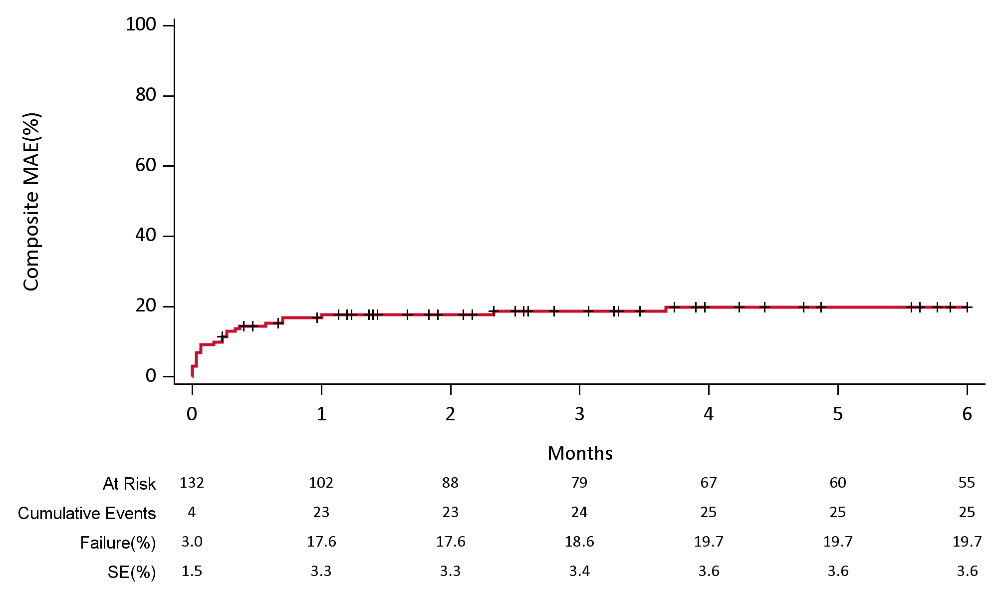 100
80
60
40
20
0
Composite MAE(%)
0 1 2 3 4 5 6
Months
At Risk 132 102 88 79 67 60 55
Cumulative Events 4 23 23 24 25 25 25
Failure(%) 3.0 17.6 17.6 18.6 19.7 19.7 19.7
SE(%) 1.5 3.3 3.3 3.4 3.6 3.6 3.6